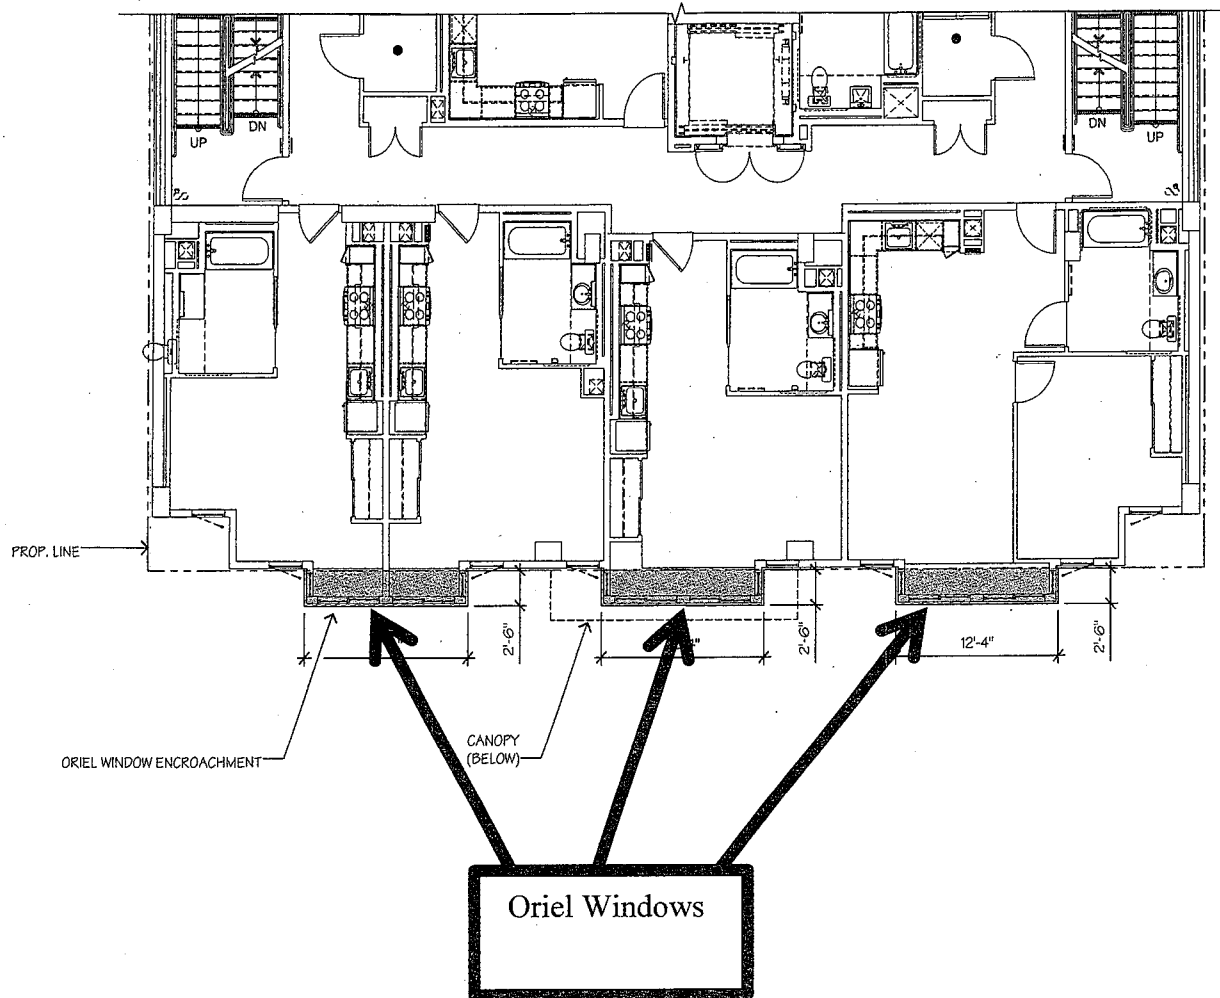 UP
DN
DN
UP
PROP. LINE
2'-6"
2'-6"
12'-4"
2'-6"
ORIEL WINDOW ENCROACHMENT
CANOPY
(BELOW)
Oriel Windows